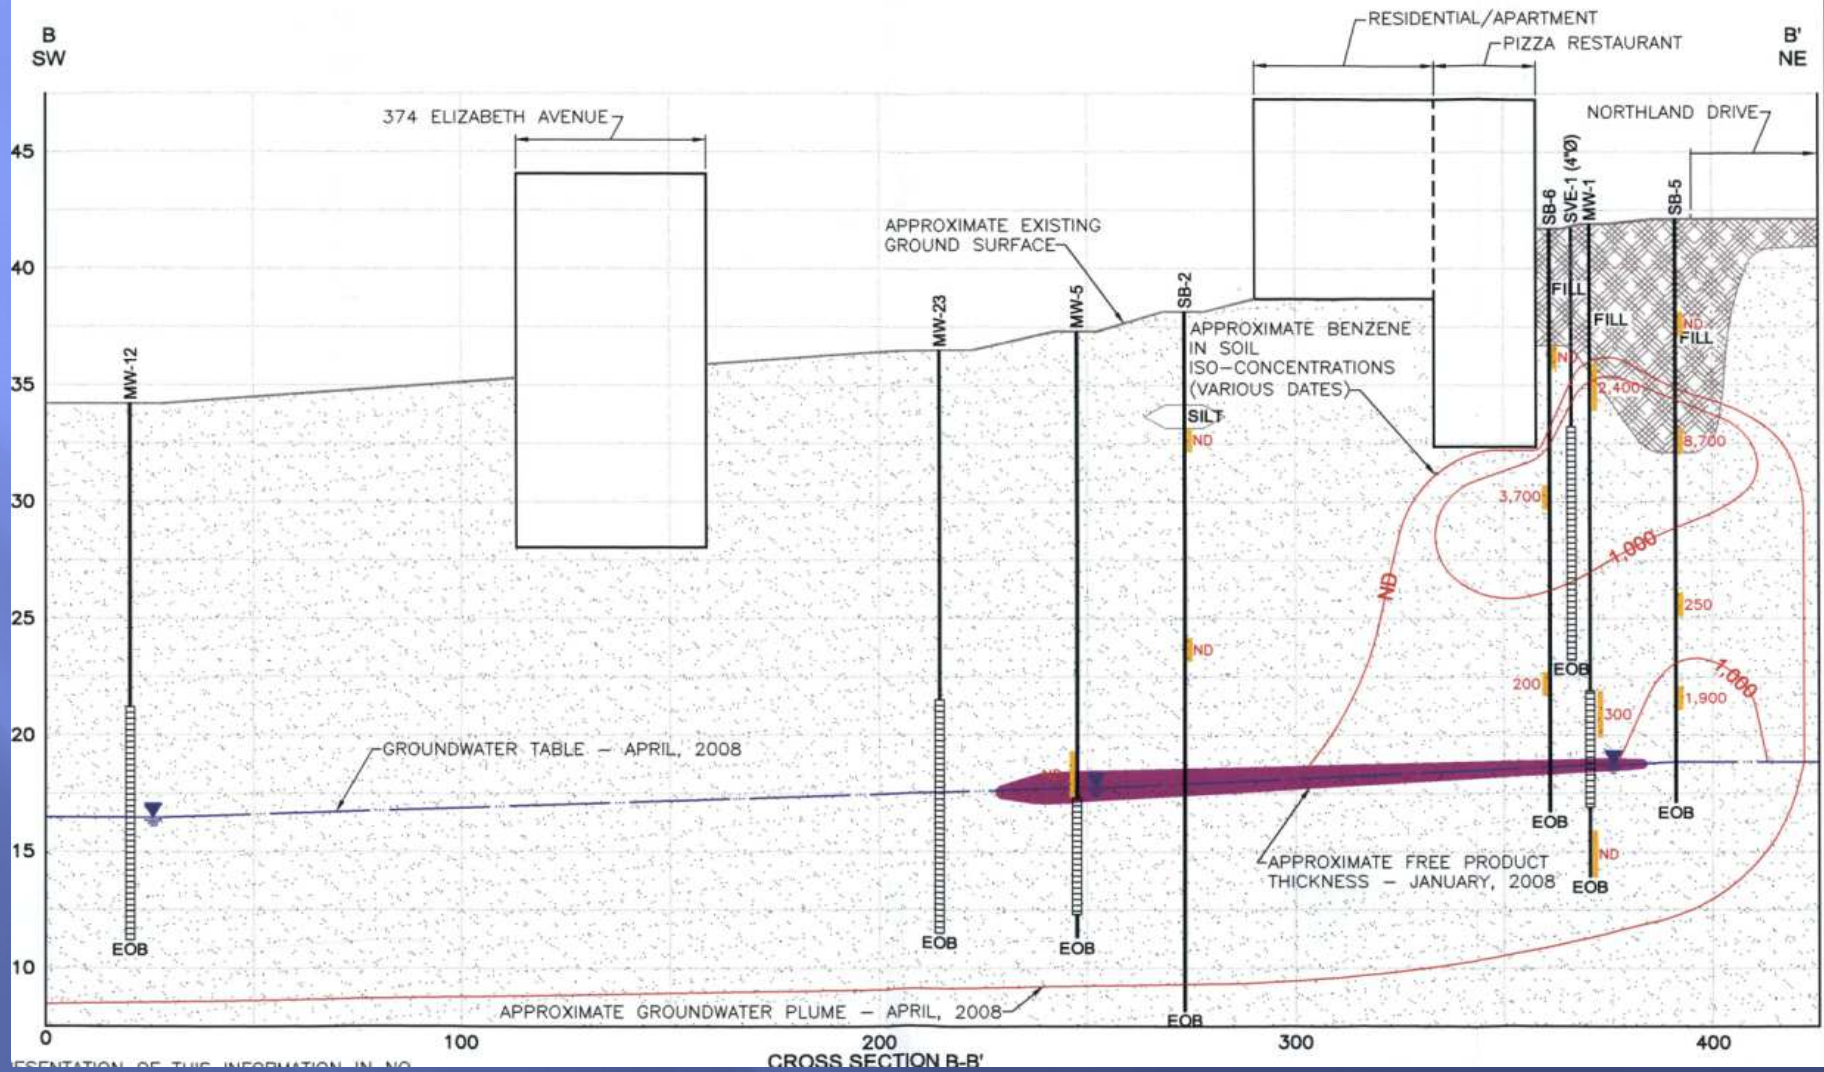 B
SW
RESIDENTIAL/APARTMENT
PIZZA RESTAURANT
B'
NE
374 ELIZABETH AVENUE
NORTHLAND DRIVE
45
40
35
30
25
20
15
10
MW-12
MW-23
MW-5
SB-2
SB-6
SVE-1 (4"Ø)
MW-1
SB-5
APPROXIMATE EXISTING
GROUND SURFACE
FILL
FILL
FILL
ND
ND
2,400
APPROXIMATE BENZENE
IN SOIL
ISO-CONCENTRATIONS
(VARIOUS DATES)
SILT
ND
8,700
3,700
1,000
ND
250
ND
EOB
200
1,900
1,000
300
GROUNDWATER TABLE - APRIL, 2008
ND
EOB
EOB
APPROXIMATE FREE PRODUCT
THICKNESS - JANUARY, 2008
ND
EOB
EOB
EOB
EOB
APPROXIMATE GROUNDWATER PLUME - APRIL, 2008
EOB
0
100
200
300
400
CROSS SECTION B-B'
OF THIS INFORMATION IN NO